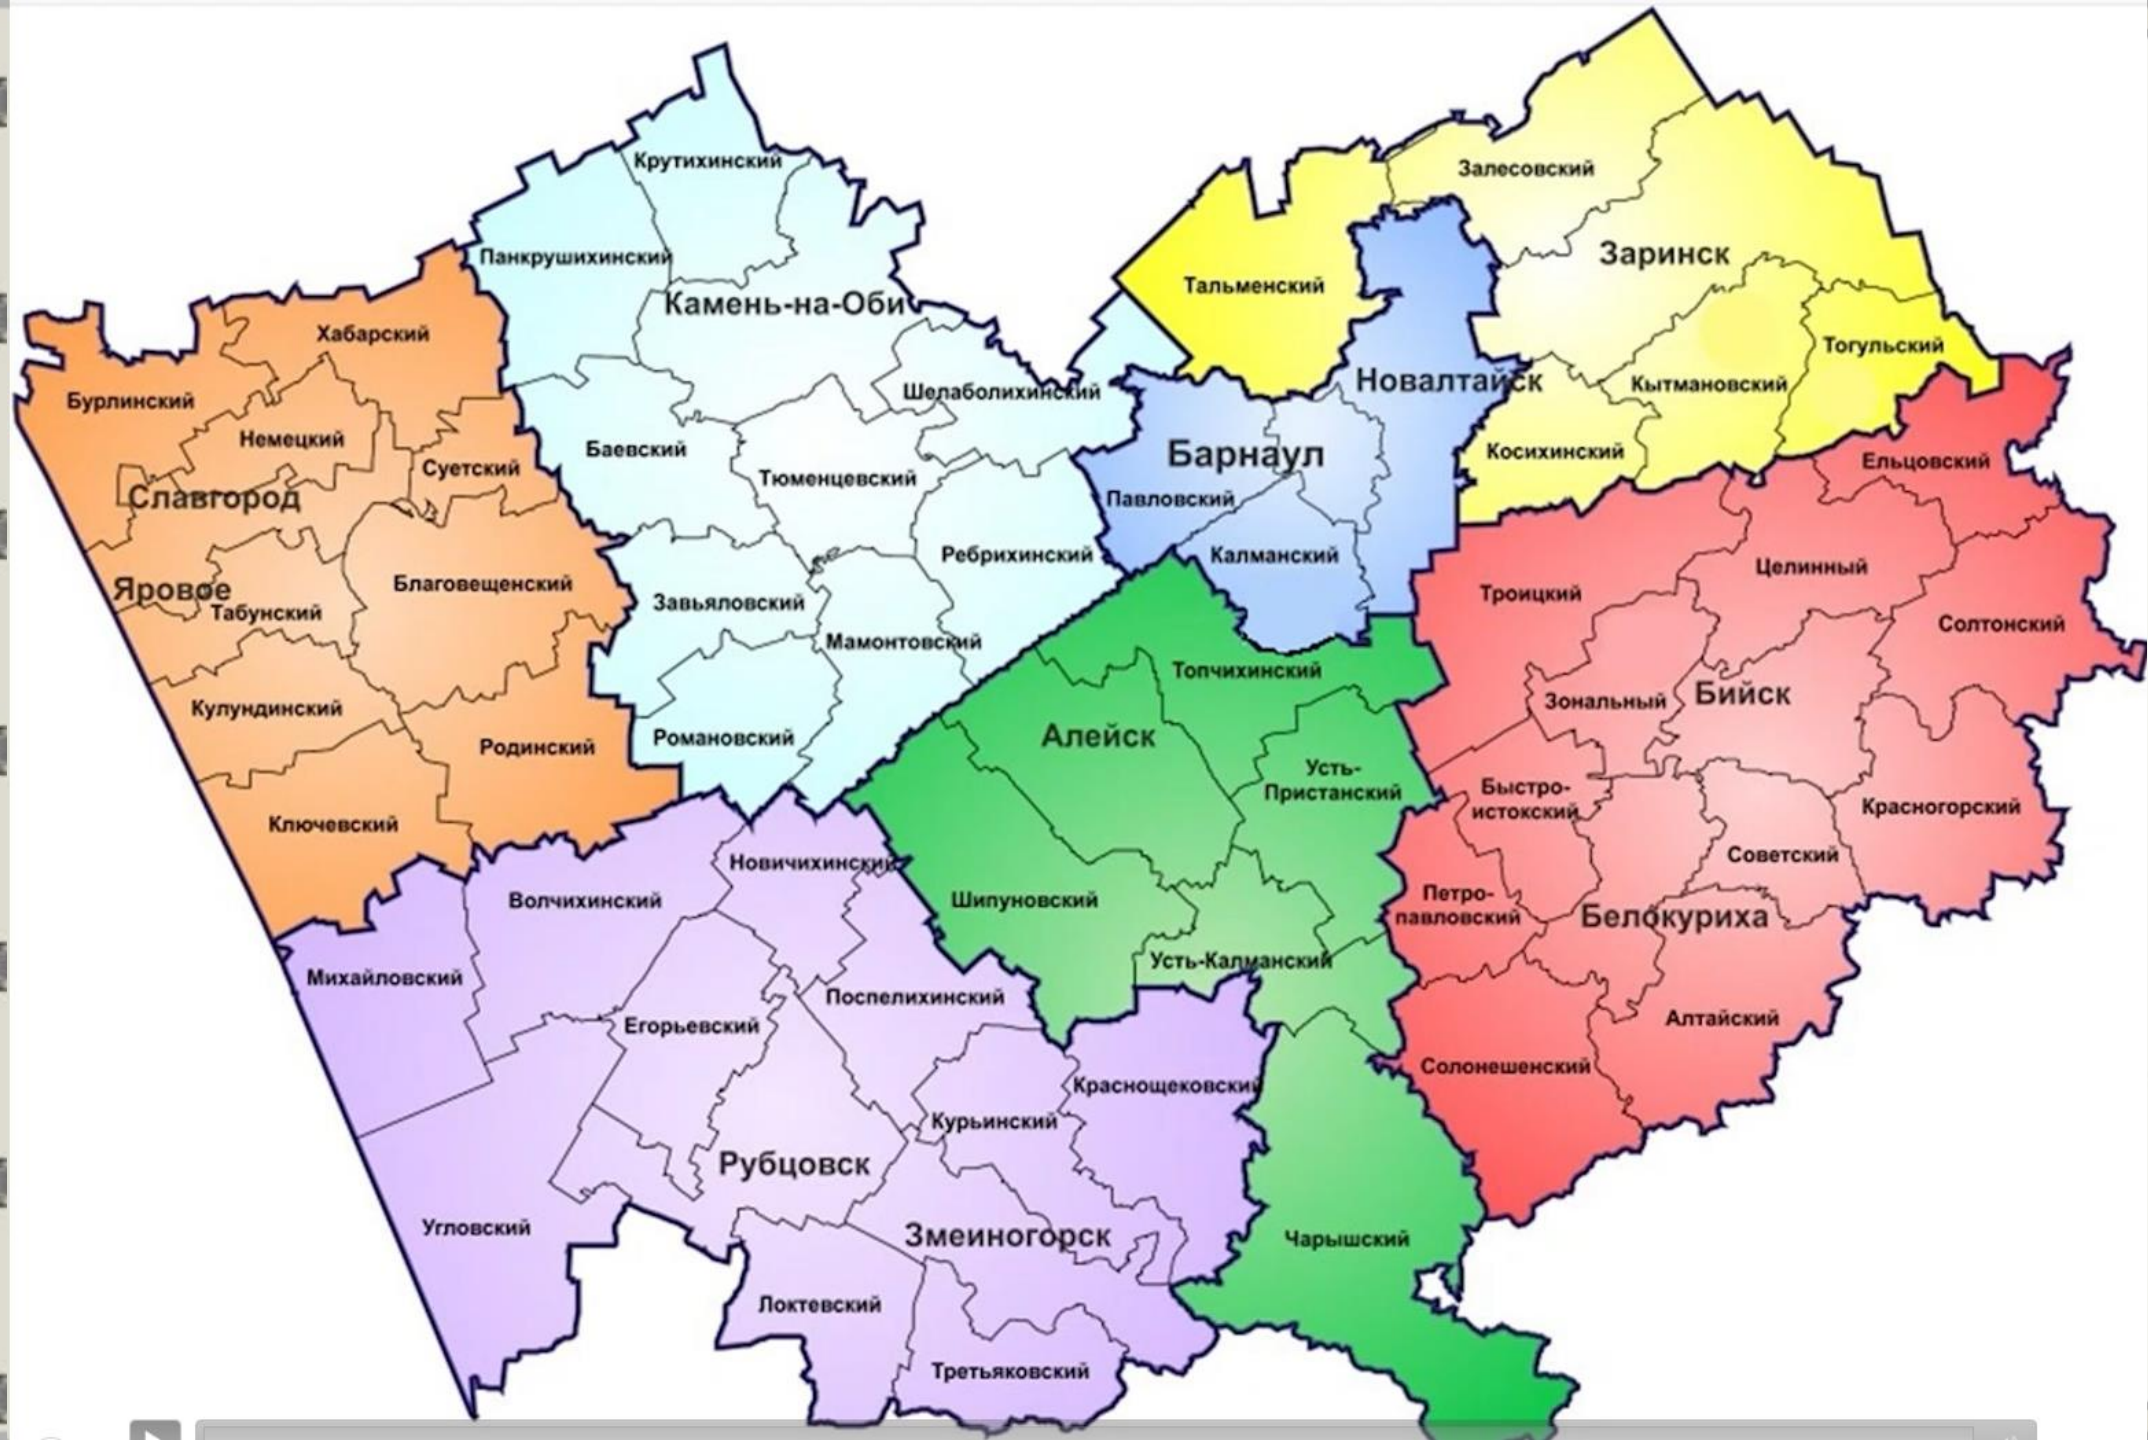 Крутихинский
Панкрушихинский
Камень-на-Оби
Шелаболихинский
Баевский
Тюменцевский
Ребрихинский
Завьяловский
Мамонтовский
Романовский
Хабарский
Бурлинский
Немецкий
Суетский
Славгород
Яровое
Табунский
Благовещенский
Кулундинский
Родинский
Ключевский
Залесовский
Заринск
Тальменский
Тогульский
Кытмановский
Косихинский
Новалтайск
Барнаул
Павловский
Калманский
Топчихинский
Алейск
Усть-
Пристанский
Шипуновский
Усть-Калманский
Чарышский
Ельцовский
Целинный
Троицкий
Солтонский
Зональный
Бийск
Быстро-
истокский
Красногорский
Советский
Петро-
павловский
Белокуриха
Алтайский
Солонешенский
Новичихинский
Волчихинский
Михайловский
Поспелихинский
Егорьевский
Краснощековский
Курьинский
Рубцовск
Угловский
Змеиногорск
Локтевский
Третьяковский